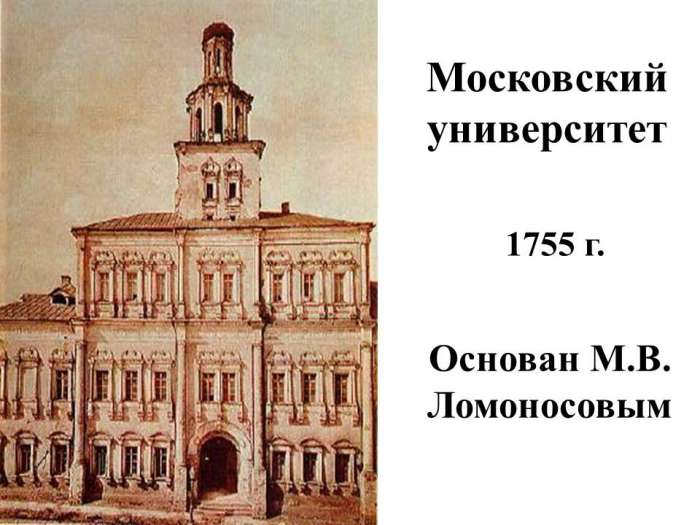 Московский
университет
1755 г.
Основан М.В.
Ломоносовым